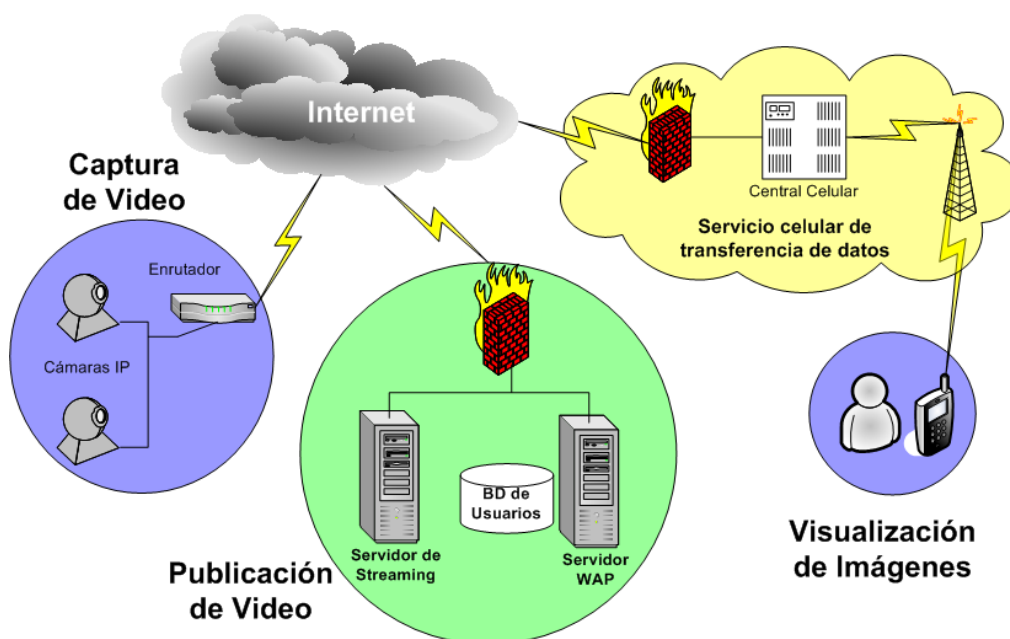 Internet
Captura
de Video
Enrutador
Cámaras IP
Central Celular
Servicio celular de
transferencia de datos
BD de
Usuarios
Servidor de
Streaming
Servidor
WAP
Publicación
de Video
Visualización
de Imágenes